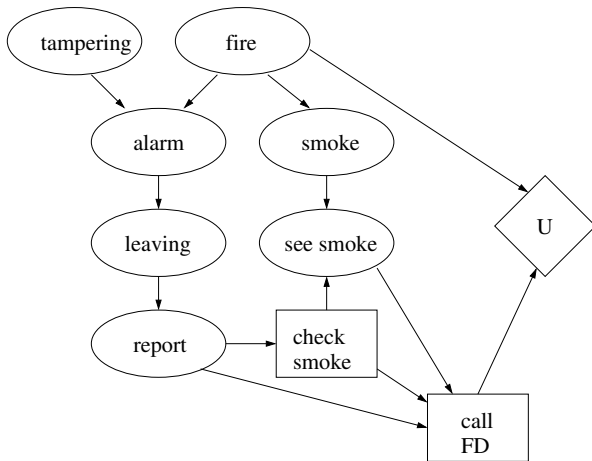 tampering
fire
alarm
smoke
leaving
see smoke
U
report
check
smoke
call
FD